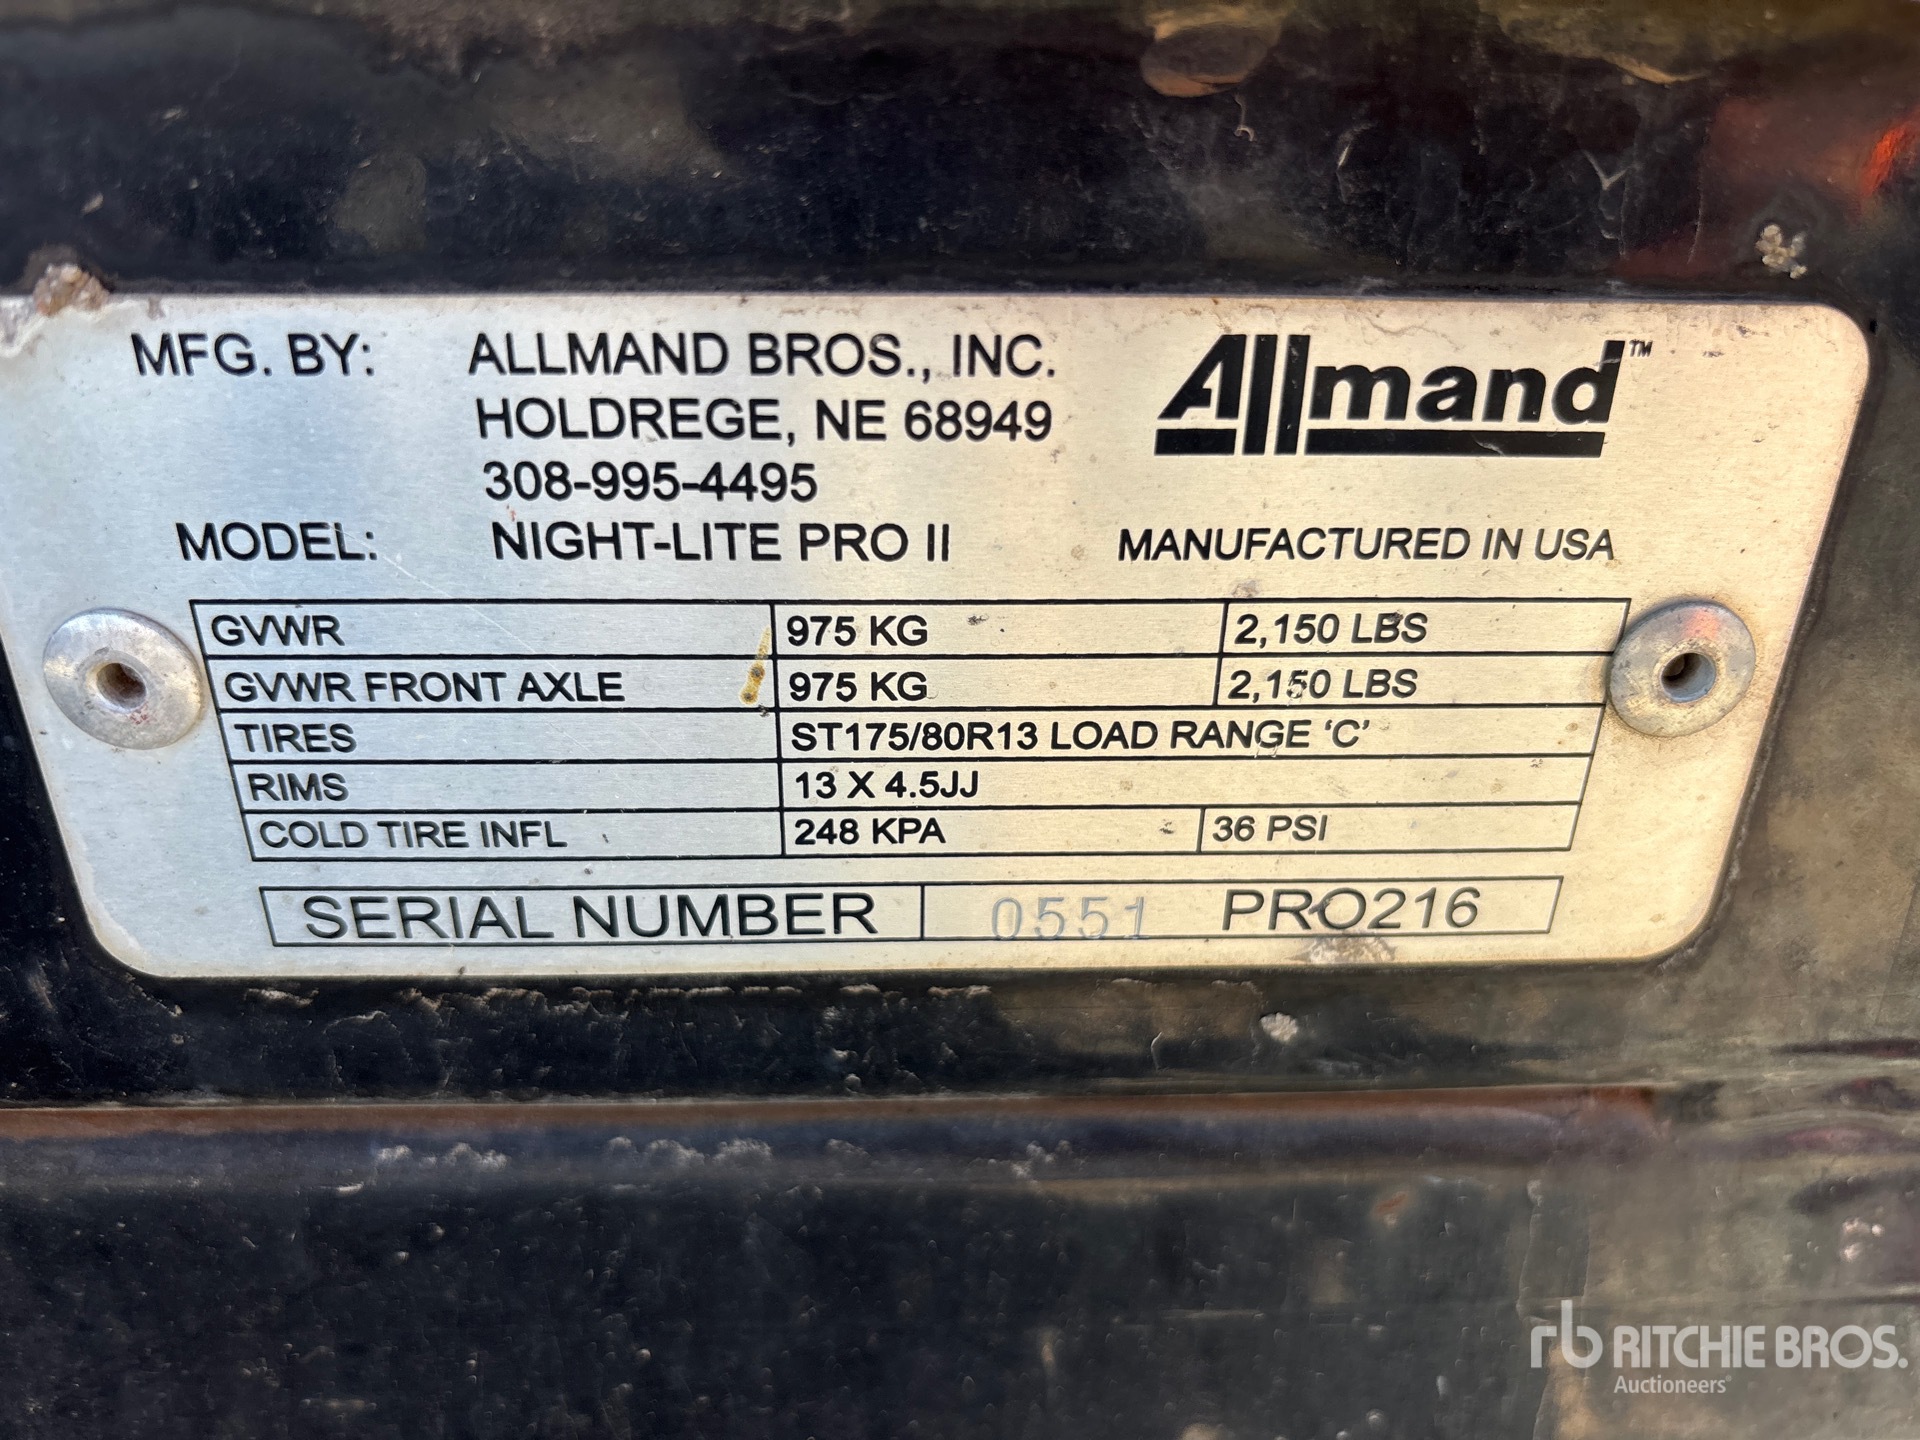 MFG. BY: ALLMAND BROS., INC. Allmand™
HOLDREGE, NE 68949
308-995-4495
MODEL: NIGHT-LITE PRO II MANUFACTURED IN USA
GVWR 975 KG 2,150 LBS
GVWR FRONT AXLE 975 KG 2,150 LBS
TIRES ST175/80R13 LOAD RANGE 'C'
RIMS 13 X 4.5JJ
COLD TIRE INFL 248 KPA 36 PSI
SERIAL NUMBER 0551 PRO216
rb RITCHIE BROS.
Auctioneers